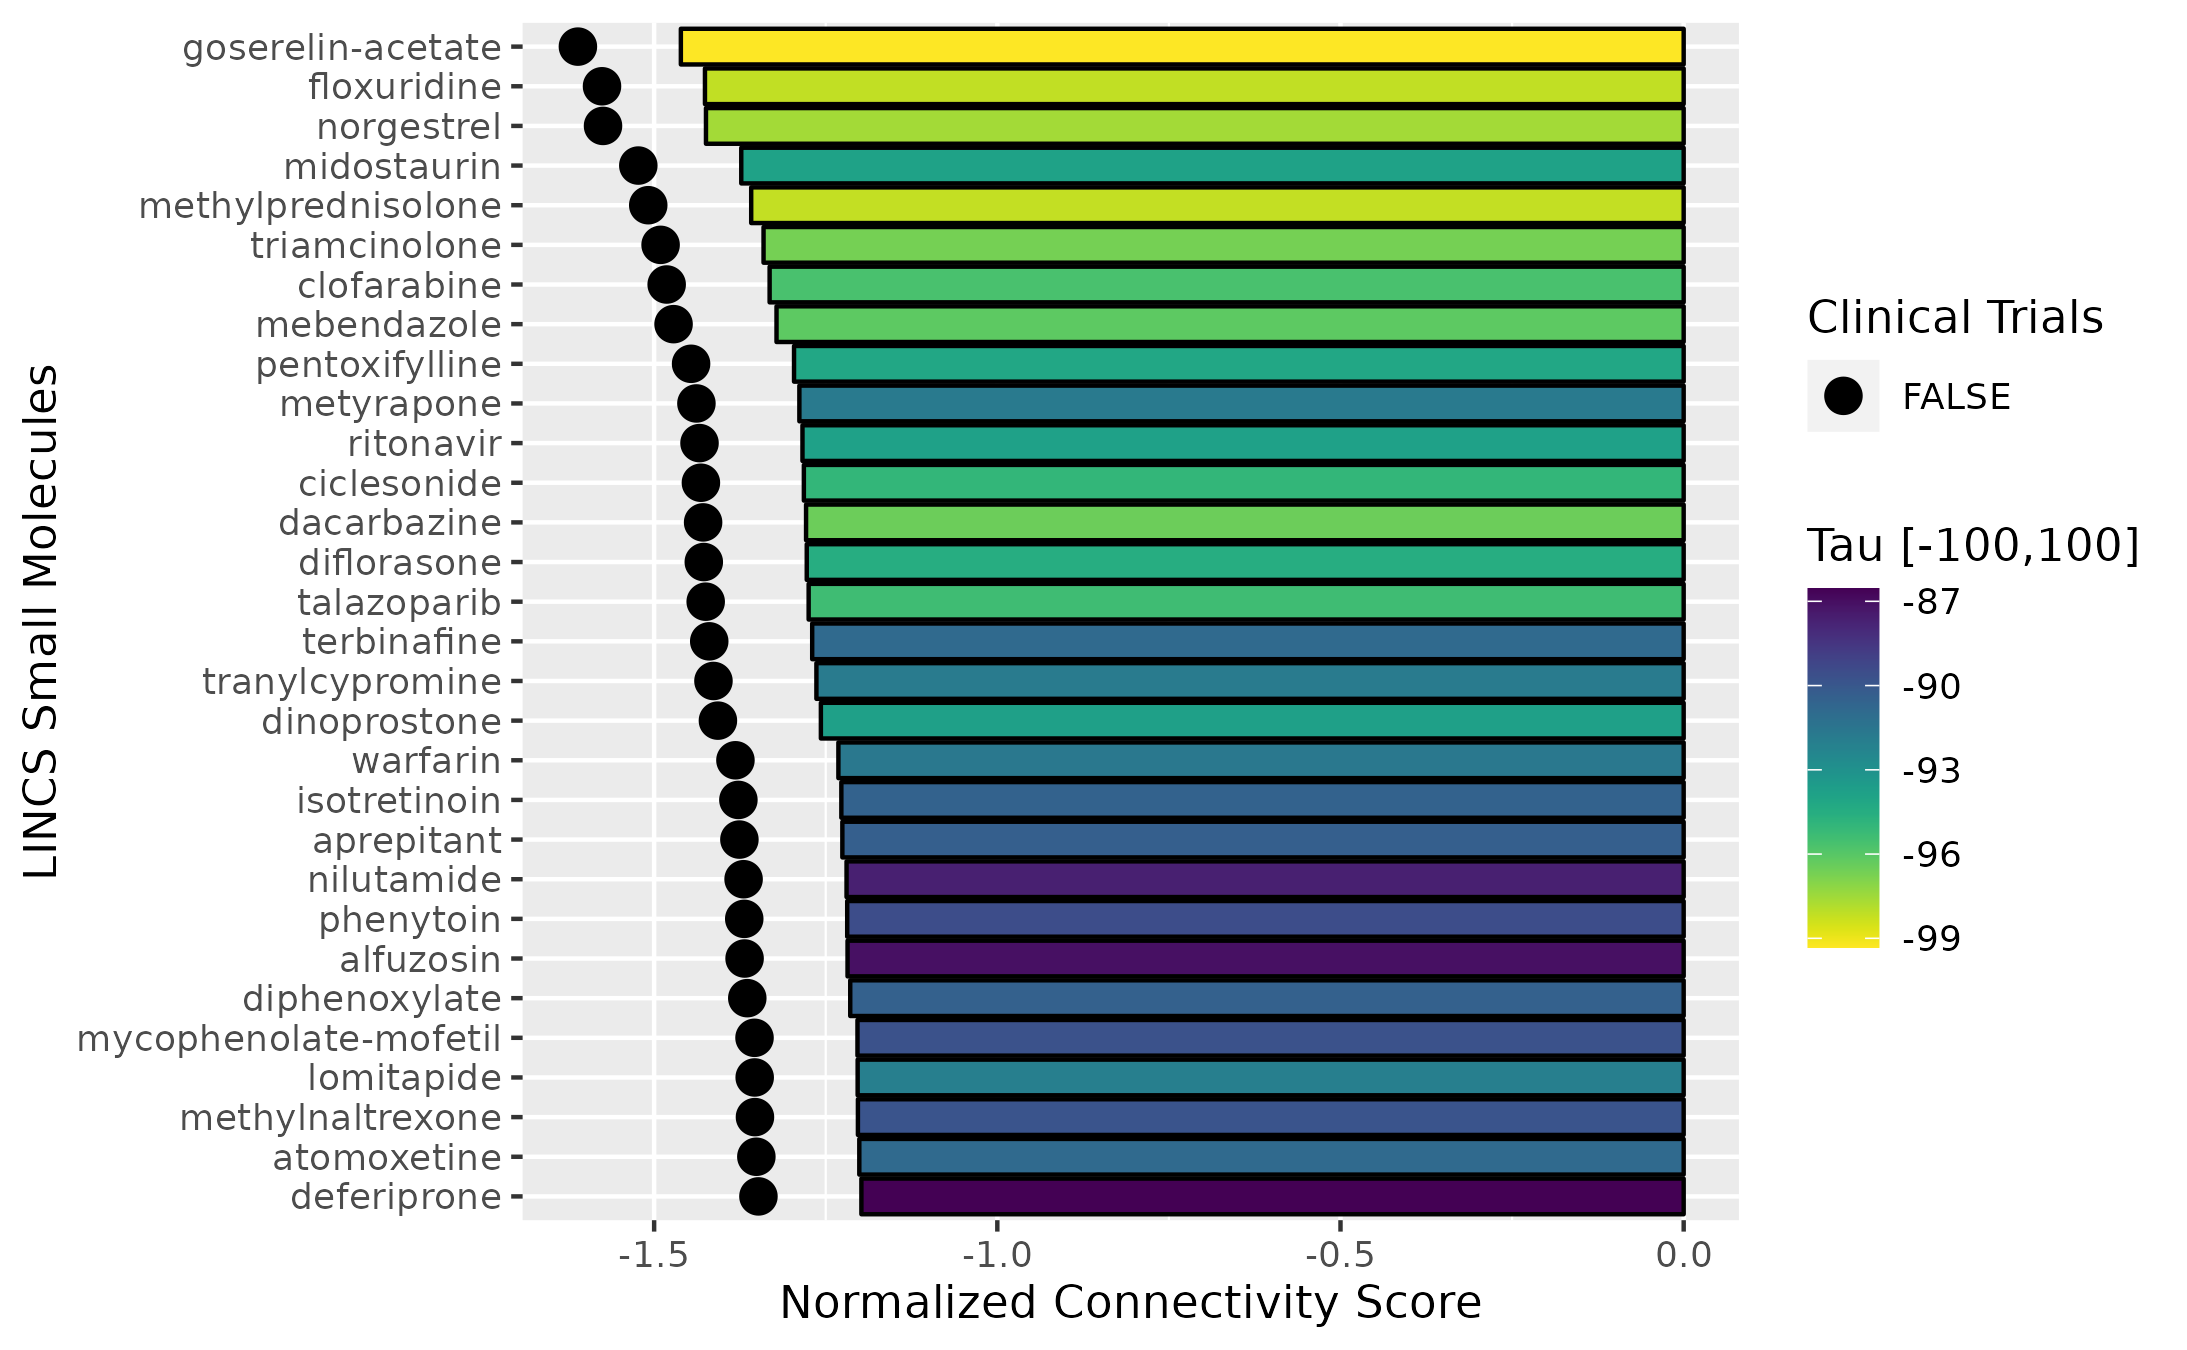 goserelin-acetate
floxuridine
norgestrel
midostaurin
methylprednisolone
triamcinolone
clofarabine
mebendazole
pentoxifylline
metyrapone
ritonavir
ciclesonide
dacarbazine
diflorasone
talazoparib
terbinafine
tranylcypromine
dinoprostone
warfarin
isotretinoin
aprepitant
nilutamide
phenytoin
alfuzosin
diphenoxylate
mycophenolate-mofetil
lomitapide
methylnaltrexone
atomoxetine
deferiprone
LINCS Small Molecules
-1.5 -1.0 -0.5 0.0
Normalized Connectivity Score
Clinical Trials
FALSE
Tau [-100,100]
-87
-90
-93
-96
-99